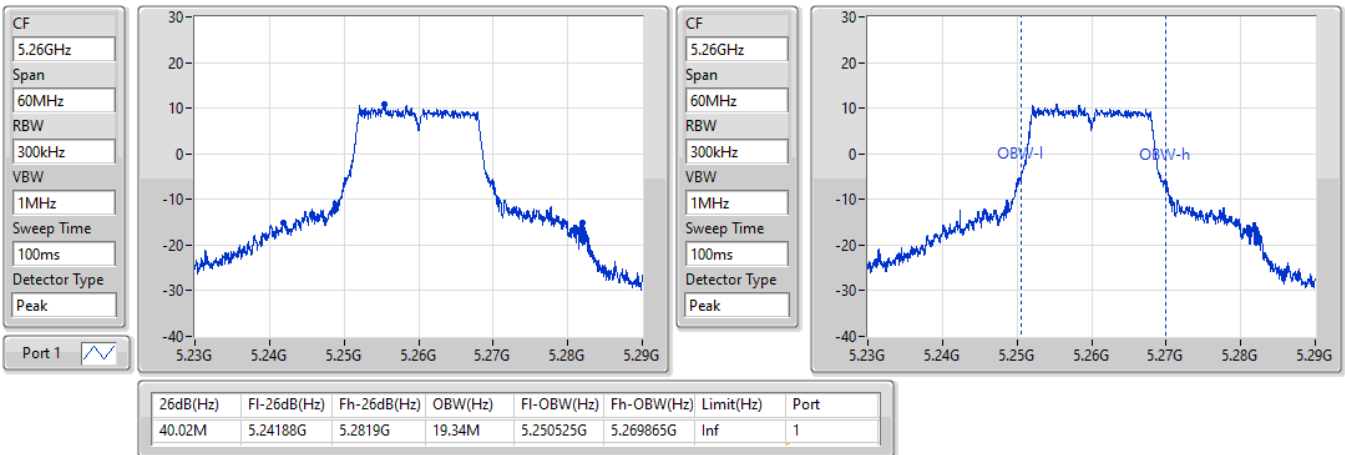 CF
5.26GHz
Span
60MHz
RBW
300kHz
VBW
1MHz
Sweep Time
100ms
Detector Type
Peak
Port 1
30
20
10
0
-10
-20
-30
-40
5.23G 5.24G 5.25G 5.26G 5.27G 5.28G 5.29G
CF
5.26GHz
Span
60MHz
RBW
300kHz
VBW
1MHz
Sweep Time
100ms
Detector Type
Peak
30
20
10
0
-10
-20
-30
-40
OBW-l OBW-h
5.23G 5.24G 5.25G 5.26G 5.27G 5.28G 5.29G
26dB(Hz) Fl-26dB(Hz) Fh-26dB(Hz) OBW(Hz) Fl-OBW(Hz) Fh-OBW(Hz) Limit(Hz) Port
40.02M 5.24188G 5.2819G 19.34M 5.250525G 5.269865G Inf 1